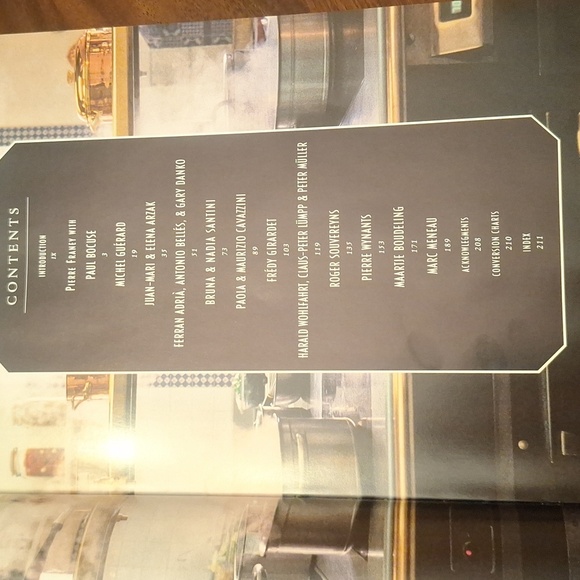 CONTENTS
INTRODUCTION
IX
PIERRE FRANEY WITH
PAUL BOCUSE
3
MICHEL GUÉRARD
19
JUAN-MARI & ELENA ARZAK
35
FERRAN ADRIÀ, ANTONIO BELLÉS, & GARY DANKO
51
BRUNA & NADIA SANTINI
73
PAOLA & MAURIZIO CAVAZZINI
89
FRÉDY GIRARDET
103
HARALD WOHLFAHRT, CLAUS-PETER LUMPP & PETER MÜLLER
119
ROGER SOUVEREYNS
135
PIERRE WYNANTS
153
MAARTJE BOUDELING
171
MARC MENEAU
189
ACKNOWLEGMENTS
208
CONVERSION CHARTS
210
INDEX
211